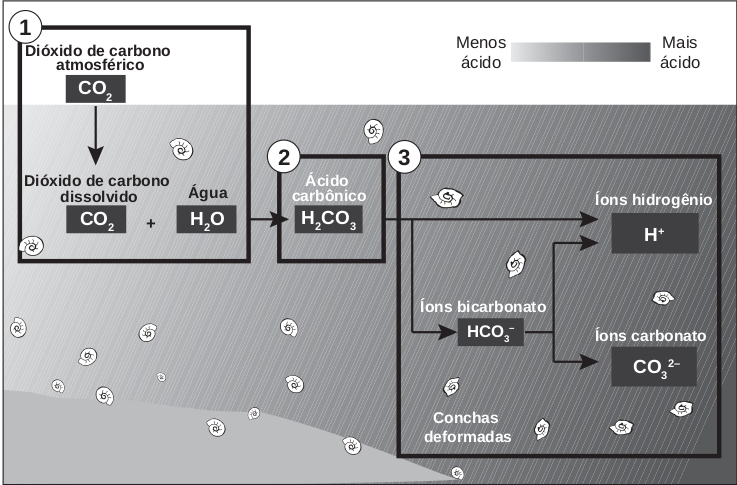 1
Dióxido de carbono
atmosférico
CO₂
Menos
ácido
Mais
ácido
Dióxido de carbono
dissolvido
CO₂
+
Água
H₂O
2
Ácido
carbônico
H₂CO₃
3
Íons hidrogênio
H⁺
Íons bicarbonato
HCO₃⁻
Íons carbonato
CO₃²⁻
Conchas
deformadas